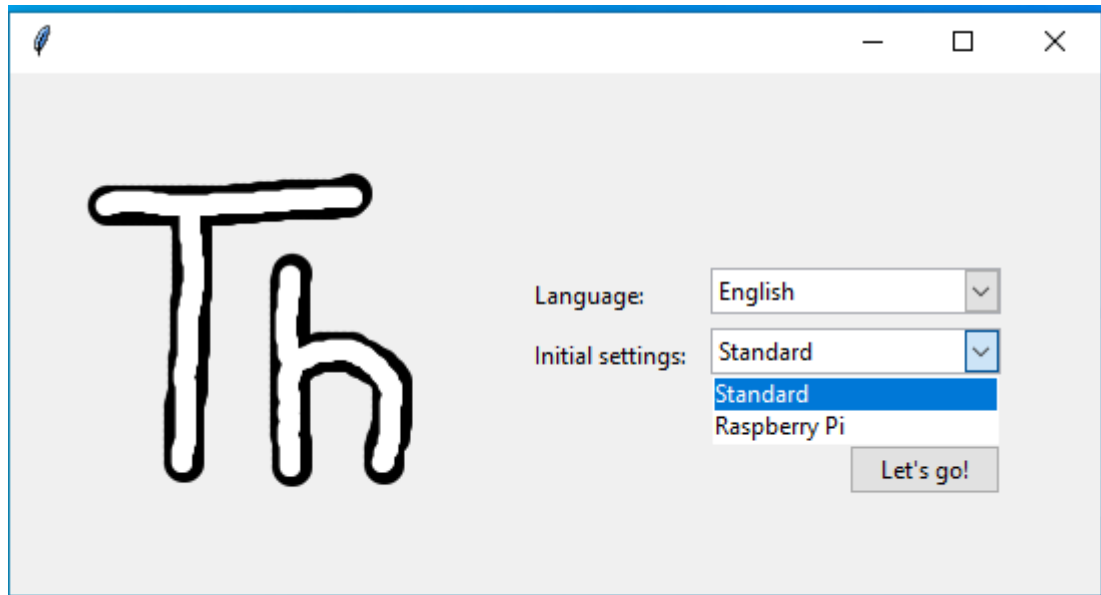 Th
Language: English
Initial settings: Standard
Standard
Raspberry Pi
Let's go!